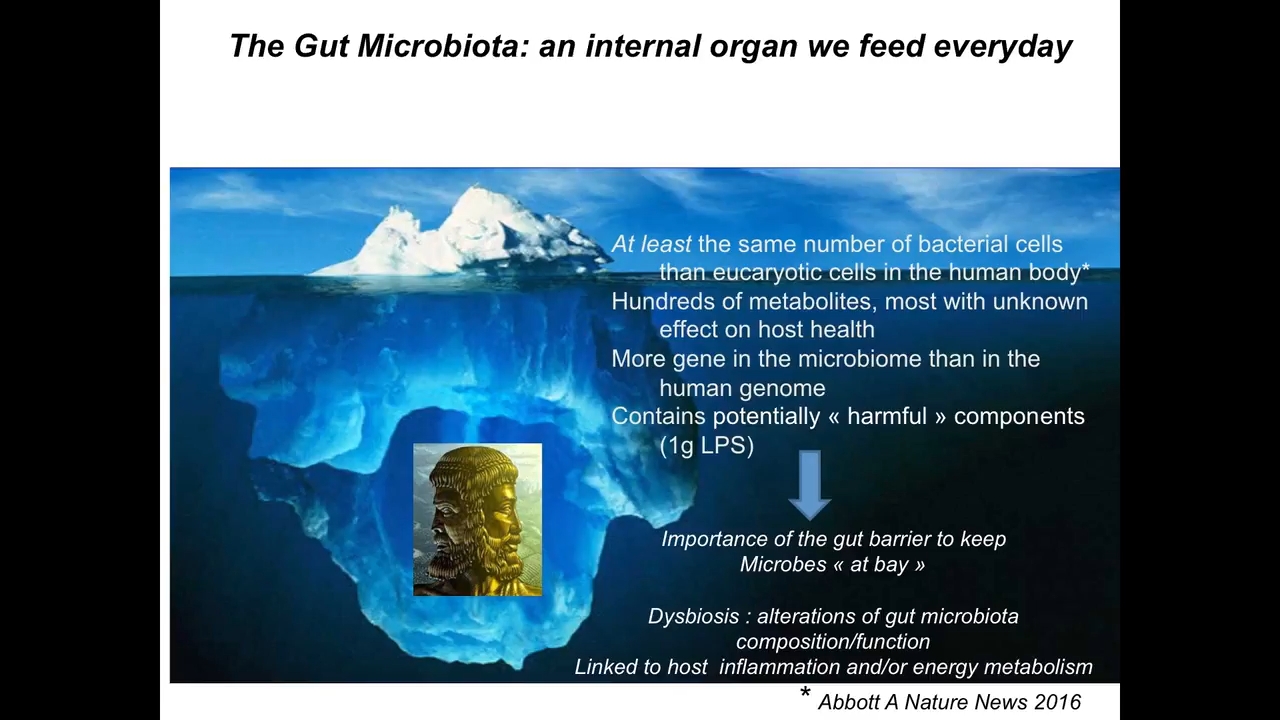 The Gut Microbiota: an internal organ we feed everyday
At least the same number of bacterial cells
than eucaryotic cells in the human body*
Hundreds of metabolites, most with unknown
effect on host health
More gene in the microbiome than in the
human genome
Contains potentially « harmful » components
(1g LPS)
Importance of the gut barrier to keep
Microbes « at bay »
Dysbiosis : alterations of gut microbiota
composition/function
Linked to host inflammation and/or energy metabolism
* Abbott A Nature News 2016